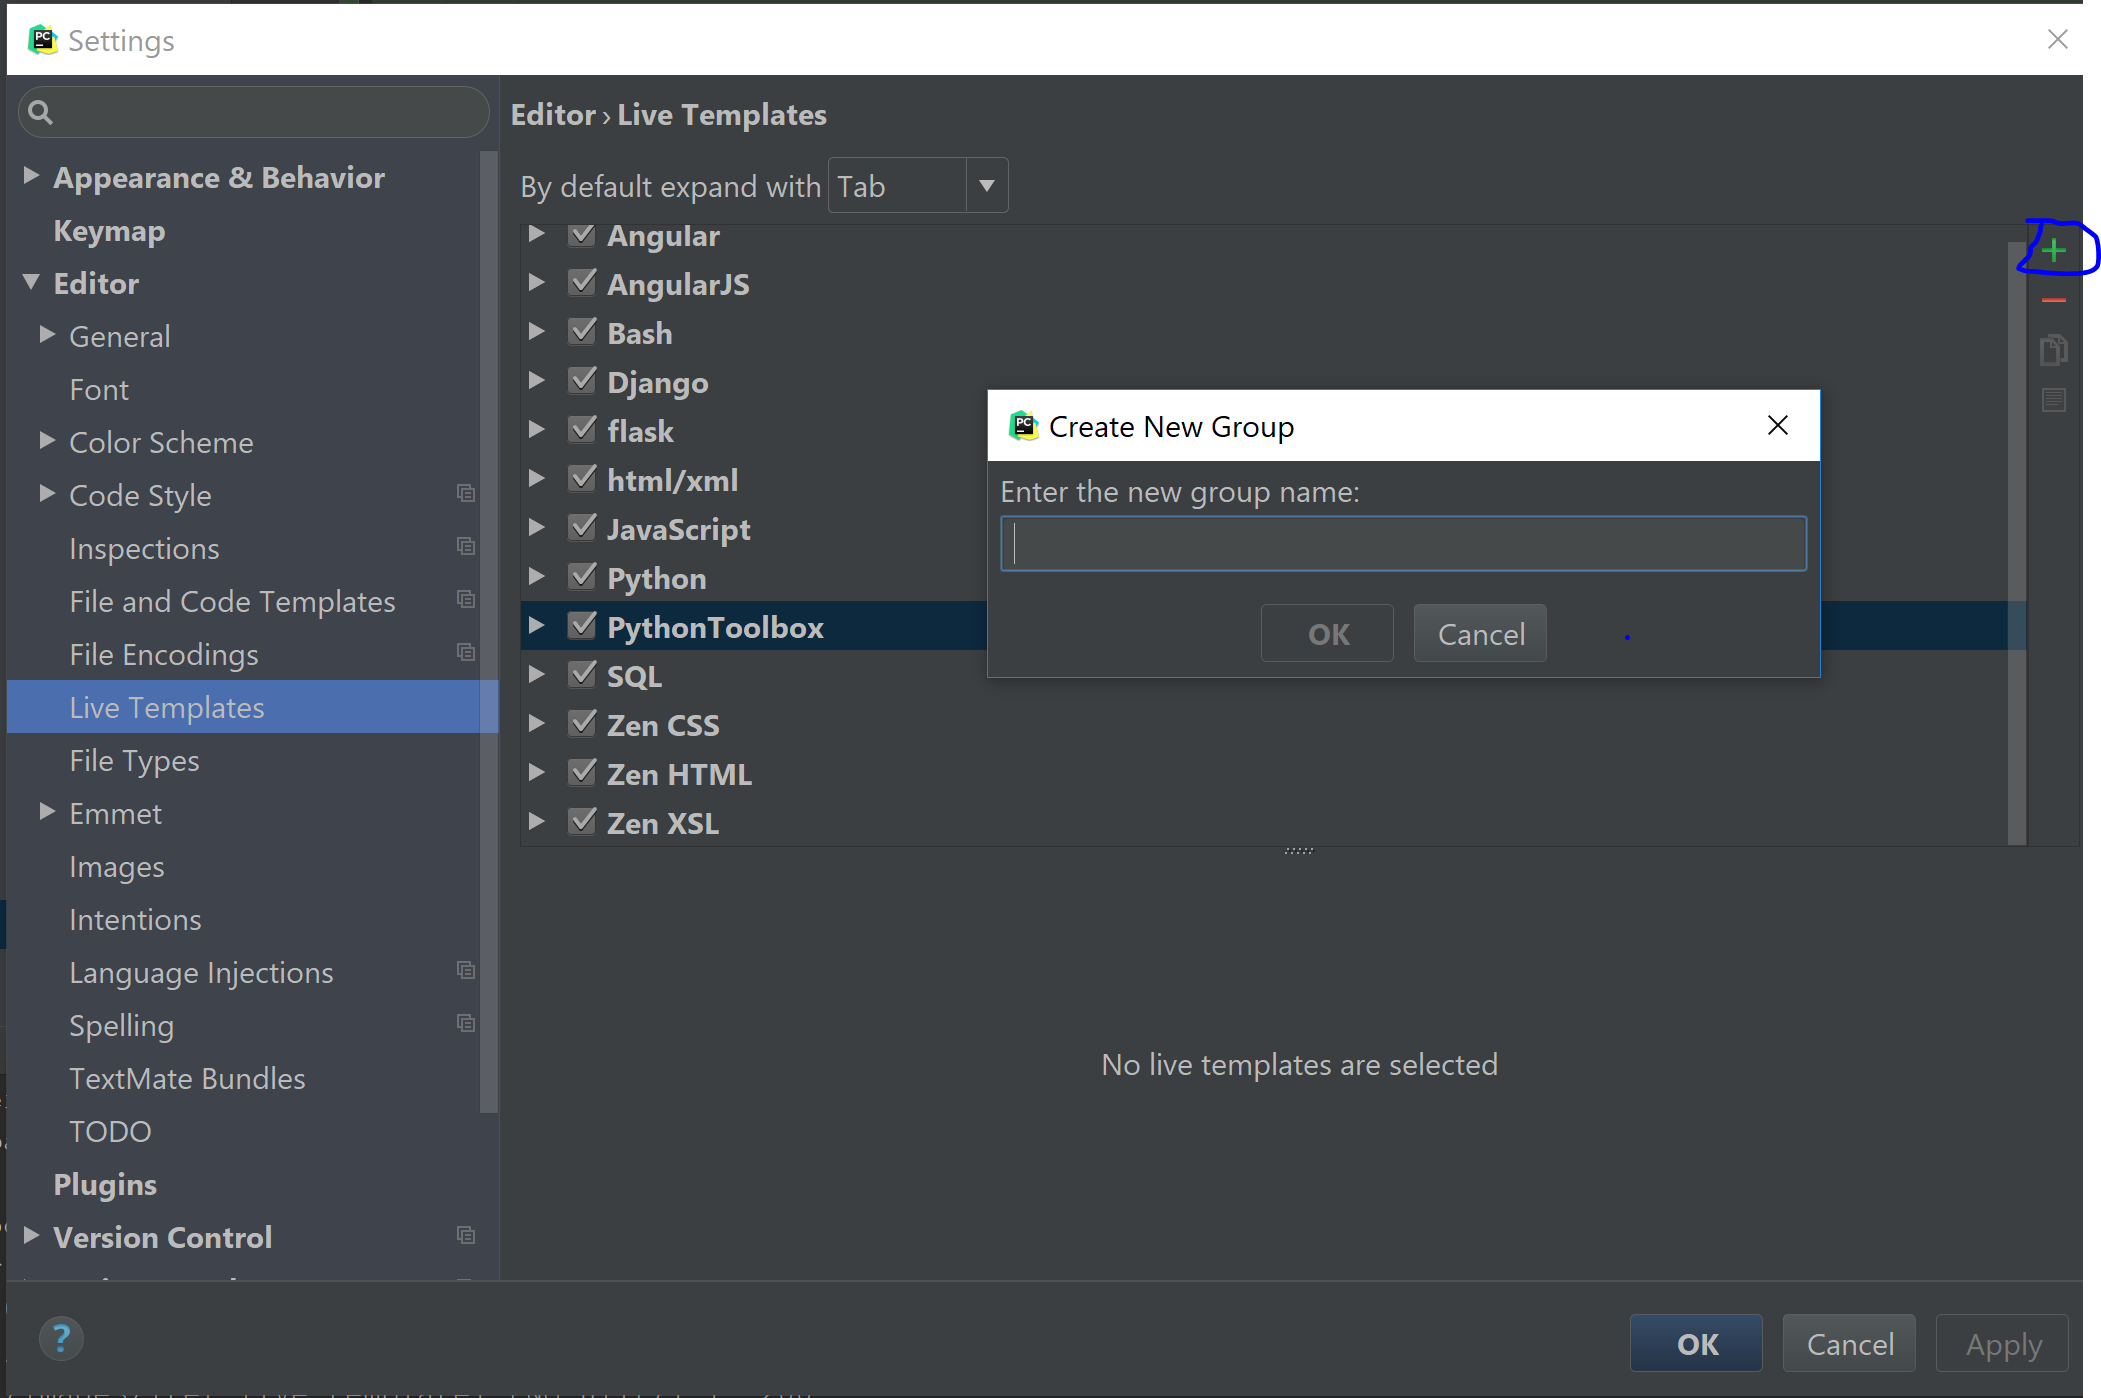 Settings
Editor › Live Templates
By default expand with Tab
Appearance & Behavior
Keymap
Editor
General
Font
Color Scheme
Code Style
Inspections
File and Code Templates
File Encodings
Live Templates
File Types
Emmet
Images
Intentions
Language Injections
Spelling
TextMate Bundles
TODO
Plugins
Version Control
Angular
AngularJS
Bash
Django
flask
html/xml
JavaScript
Python
PythonToolbox
SQL
Zen CSS
Zen HTML
Zen XSL
PC Create New Group
Enter the new group name:
OK Cancel
No live templates are selected
?
OK Cancel Apply